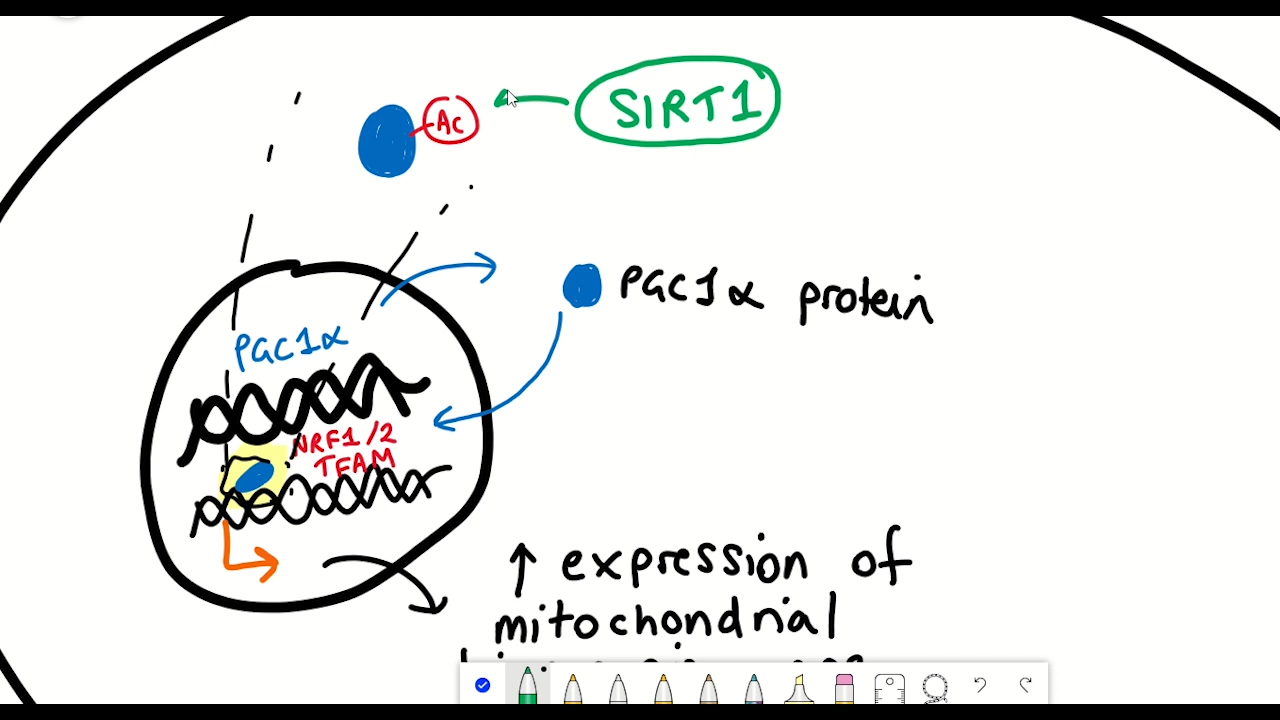 SIRT1
Ac
PGC1α protein
PGC1α
NRF1/2
TFAM
↑ expression of
mitochondrial